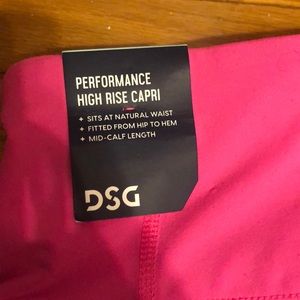 PERFORMANCE
HIGH RISE CAPRI
+ SITS AT NATURAL WAIST
+ FITTED FROM HIP TO HEM
+ MID-CALF LENGTH
DSG